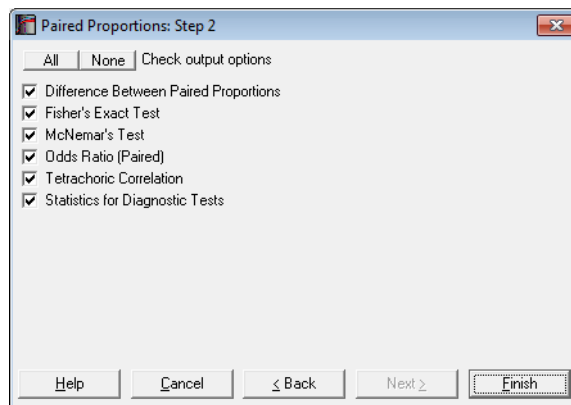 Paired Proportions: Step 2
All None Check output options
Difference Between Paired Proportions
Fisher's Exact Test
McNemar's Test
Odds Ratio (Paired)
Tetrachoric Correlation
Statistics for Diagnostic Tests
Help Cancel < Back Next > Finish